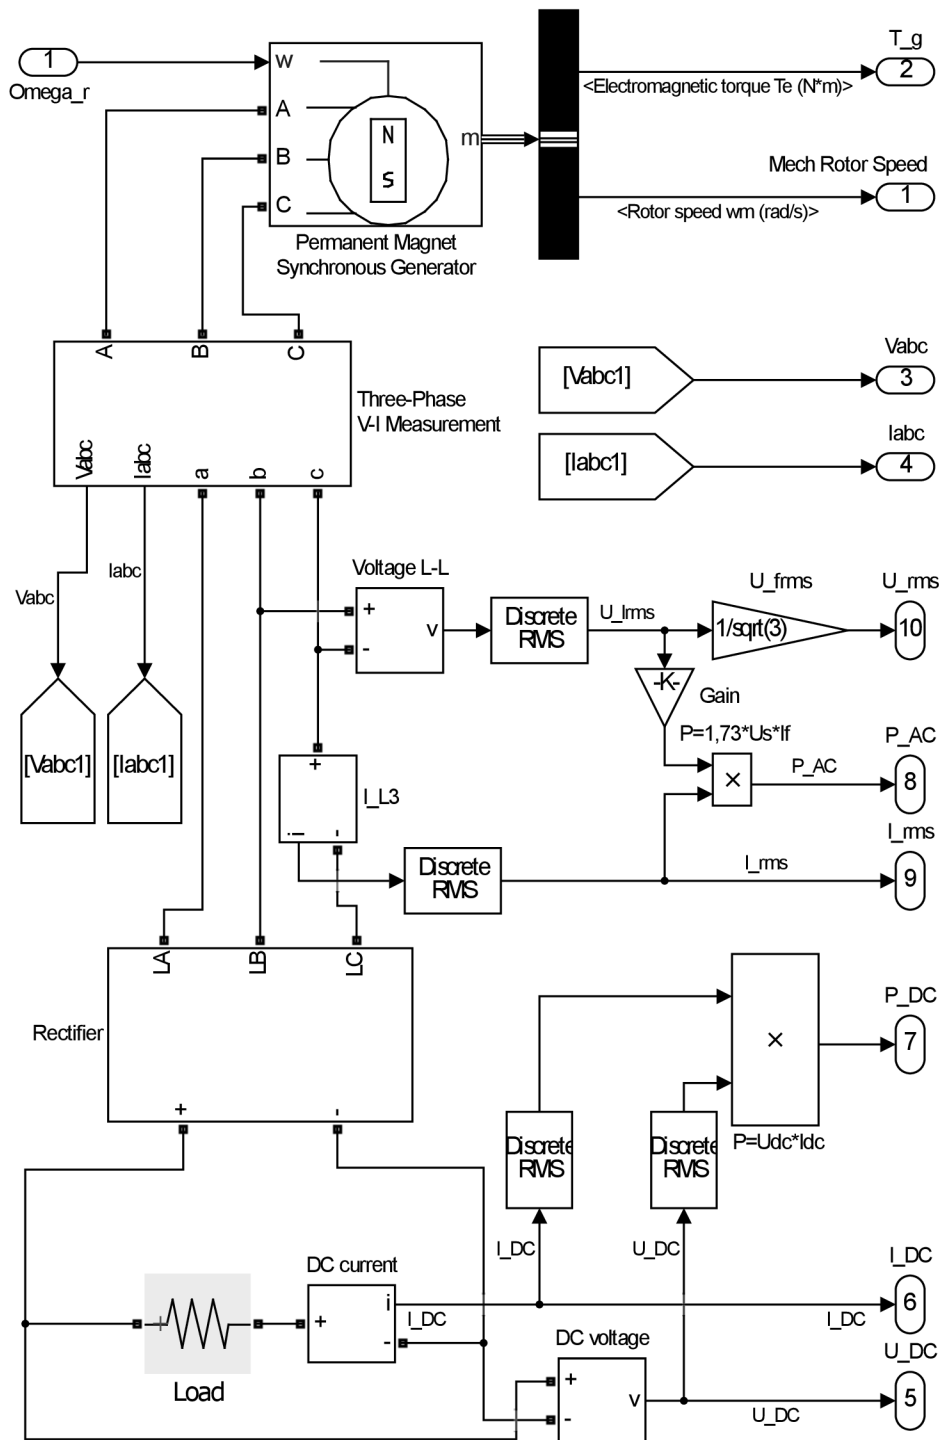 1
Omega_r
w
A
B
C
N
S
m
Permanent Magnet
Synchronous Generator
T_g
2
<Electromagnetic torque Te (N*m)>
Mech Rotor Speed
1
<Rotor speed wm (rad/s)>
A
B
C
Three-Phase
V-I Measurement
Vabc
Iabc
a
b
c
[Vabc1]
Vabc
3
[Iabc1]
Iabc
4
Vabc
Iabc
[Vabc1]
[Iabc1]
Voltage L-L
+
-
v
Discrete
RMS
U_lrms
U_frms
1/sqrt(3)
U_rms
10
-K-
Gain
P=1,73*Us*If
×
P_AC
P_AC
8
+
i
-
I_L3
Discrete
RMS
I_rms
I_rms
9
LA
LB
LC
Rectifier
+
-
P_DC
7
×
P=Udc*Idc
Discrete
RMS
Discrete
RMS
I_DC
U_DC
DC current
+
i
-
I_DC
I_DC
I_DC
6
+
Load
DC voltage
+
-
v
U_DC
U_DC
5